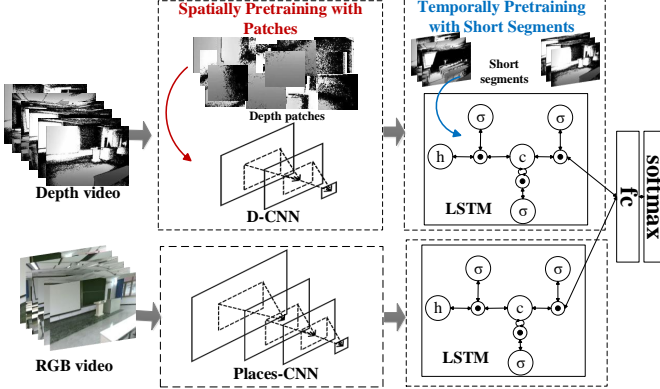 Spatially Pretraining with
Patches
Temporally Pretraining
with Short Segments
Short
segments
Depth patches
Depth video
D-CNN
σ
σ
h
c
σ
LSTM
fc
softmax
RGB video
Places-CNN
σ
σ
h
c
σ
LSTM